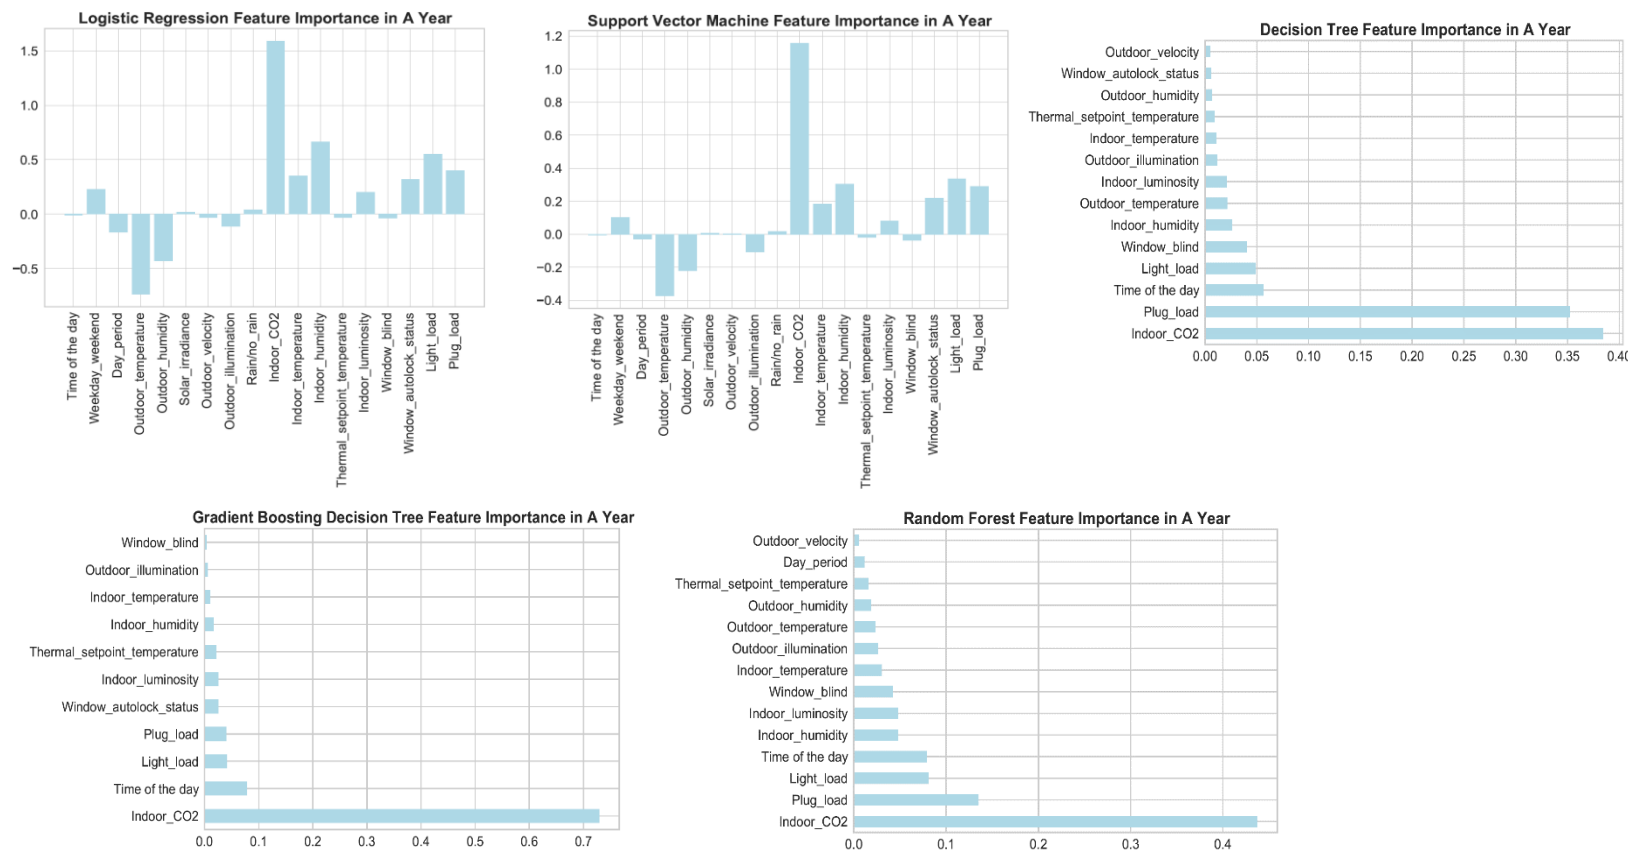 Logistic Regression Feature Importance in A Year
1.5
1.0
0.5
0.0
−0.5
Time of the day
Weekday_weekend
Day_period
Outdoor_temperature
Outdoor_humidity
Solar_irradiance
Outdoor_velocity
Outdoor_illumination
Rain/no_rain
Indoor_CO2
Indoor_temperature
Indoor_humidity
Thermal_setpoint_temperature
Indoor_luminosity
Window_blind
Window_autolock_status
Light_load
Plug_load
Support Vector Machine Feature Importance in A Year
1.2
1.0
0.8
0.6
0.4
0.2
0.0
−0.2
−0.4
Time of the day
Weekday_weekend
Day_period
Outdoor_temperature
Outdoor_humidity
Solar_irradiance
Outdoor_velocity
Outdoor_illumination
Rain/no_rain
Indoor_CO2
Indoor_temperature
Indoor_humidity
Thermal_setpoint_temperature
Indoor_luminosity
Window_blind
Window_autolock_status
Light_load
Plug_load
Decision Tree Feature Importance in A Year
Outdoor_velocity
Window_autolock_status
Outdoor_humidity
Thermal_setpoint_temperature
Indoor_temperature
Outdoor_illumination
Indoor_luminosity
Outdoor_temperature
Indoor_humidity
Window_blind
Light_load
Time of the day
Plug_load
Indoor_CO2
0.00 0.05 0.10 0.15 0.20 0.25 0.30 0.35 0.40
Gradient Boosting Decision Tree Feature Importance in A Year
Window_blind
Outdoor_illumination
Indoor_temperature
Indoor_humidity
Thermal_setpoint_temperature
Indoor_luminosity
Window_autolock_status
Plug_load
Light_load
Time of the day
Indoor_CO2
0.0 0.1 0.2 0.3 0.4 0.5 0.6 0.7
Random Forest Feature Importance in A Year
Outdoor_velocity
Day_period
Thermal_setpoint_temperature
Outdoor_humidity
Outdoor_temperature
Outdoor_illumination
Indoor_temperature
Window_blind
Indoor_luminosity
Indoor_humidity
Time of the day
Light_load
Plug_load
Indoor_CO2
0.0 0.1 0.2 0.3 0.4